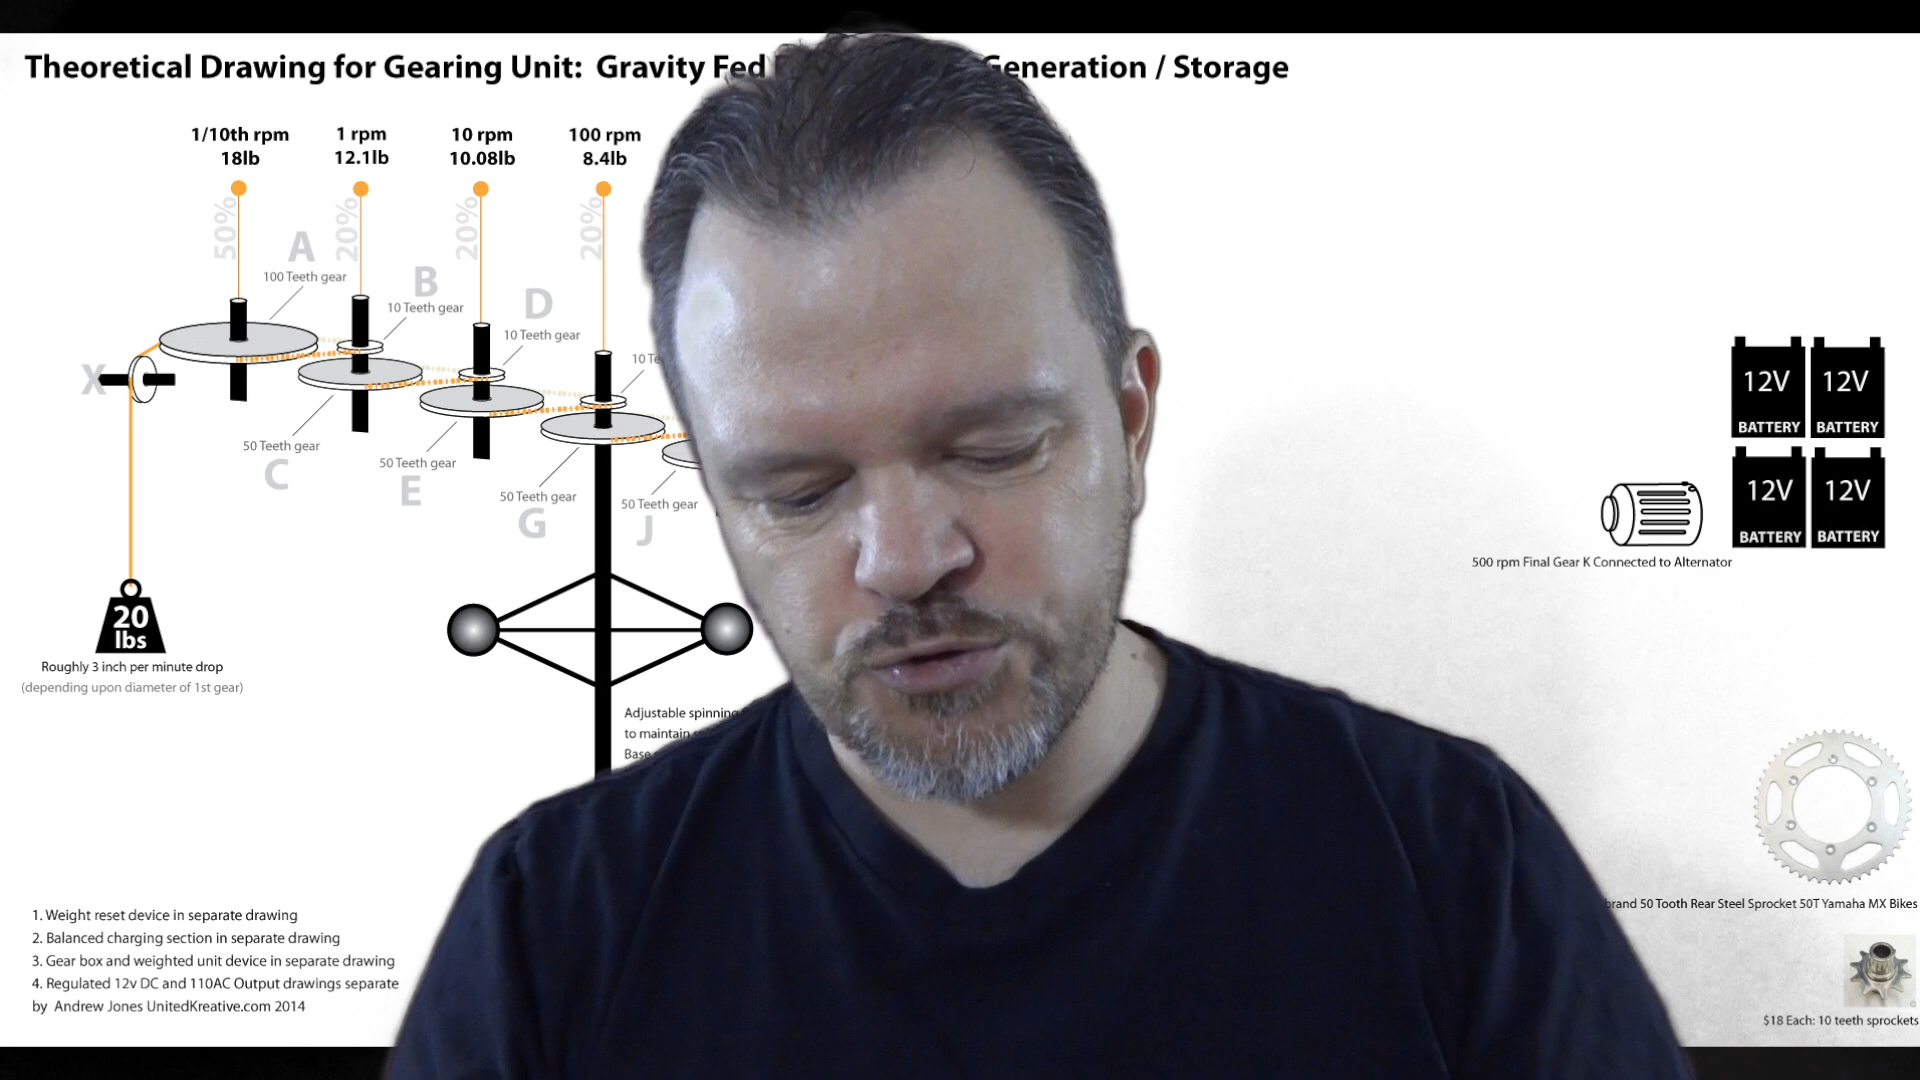 Theoretical Drawing for Gearing Unit: Gravity Fed Generation / Storage
1/10th rpm 1 rpm 10 rpm 100 rpm
18lb 12.1lb 10.08lb 8.4lb
50% 20% 20% 20%
A
100 Teeth gear
B
10 Teeth gear
D
10 Teeth gear
X
50 Teeth gear
C
50 Teeth gear
E
50 Teeth gear
G
50 Teeth gear
J
20
lbs
Roughly 3 inch per minute drop
(depending upon diameter of 1st gear)
Adjustable spinning
to maintain
Base
12V 12V
BATTERY BATTERY
12V 12V
BATTERY BATTERY
500 rpm Final Gear K Connected to Alternator
brand 50 Tooth Rear Steel Sprocket 50T Yamaha MX Bikes
$18 Each: 10 teeth sprockets
1. Weight reset device in separate drawing
2. Balanced charging section in separate drawing
3. Gear box and weighted unit device in separate drawing
4. Regulated 12v DC and 110AC Output drawings separate
by Andrew Jones UnitedKreative.com 2014